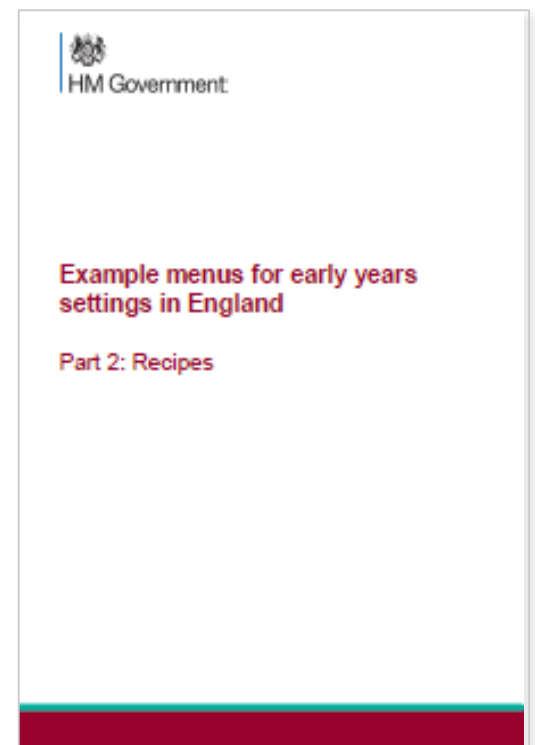 HM Government
Example menus for early years
settings in England
Part 2: Recipes